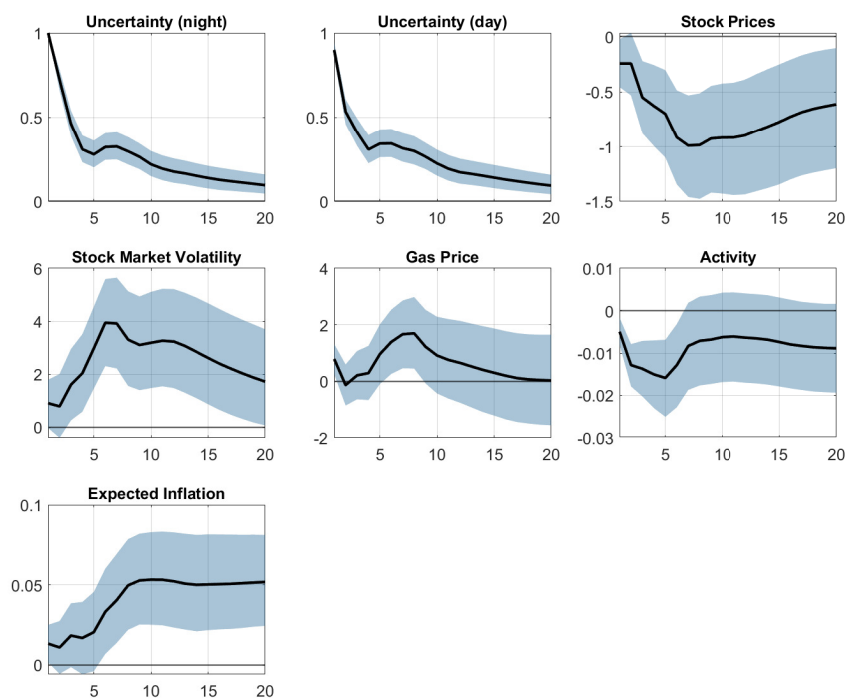 Uncertainty (night)
1
0.5
0
5 10 15 20
Uncertainty (day)
1
0.5
0
5 10 15 20
Stock Prices
0
-0.5
-1
-1.5
5 10 15 20
Stock Market Volatility
6
4
2
0
5 10 15 20
Gas Price
4
2
0
-2
5 10 15 20
Activity
0.01
0
-0.01
-0.02
-0.03
5 10 15 20
Expected Inflation
0.1
0.05
0
5 10 15 20